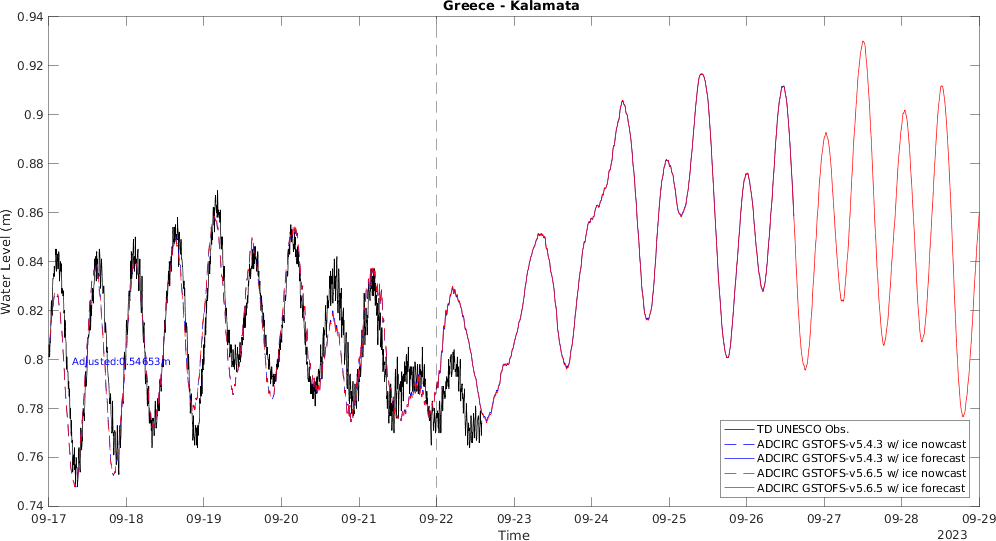 Greece - Kalamata
0.94
0.92
0.9
0.88
0.86
0.84
0.82
0.8
0.78
0.76
0.74
Water Level (m)
Adjusted:0.54653m
TD UNESCO Obs.
ADCIRC GSTOFS-v5.4.3 w/ ice nowcast
ADCIRC GSTOFS-v5.4.3 w/ ice forecast
ADCIRC GSTOFS-v5.6.5 w/ ice nowcast
ADCIRC GSTOFS-v5.6.5 w/ ice forecast
09-17 09-18 09-19 09-20 09-21 09-22 09-23 09-24 09-25 09-26 09-27 09-28 09-29
Time
2023